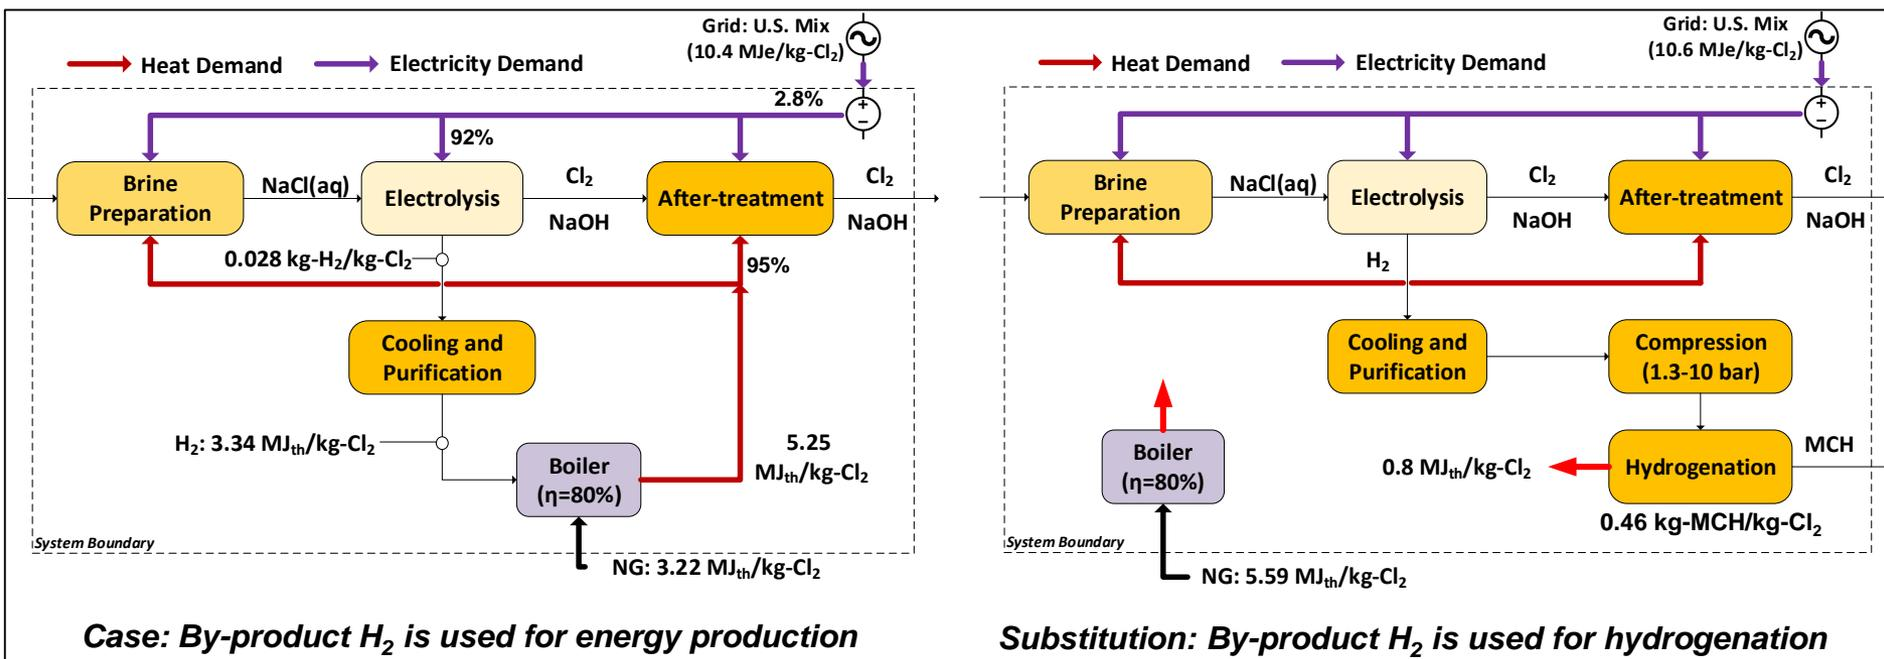 Grid: U.S. Mix
(10.4 MJe/kg-Cl₂)
Heat Demand
Electricity Demand
2.8%
92%
Brine
Preparation
NaCl(aq)
Electrolysis
Cl₂
NaOH
After-treatment
Cl₂
NaOH
0.028 kg-H₂/kg-Cl₂
95%
Cooling and
Purification
H₂: 3.34 MJth/kg-Cl₂
Boiler
(η=80%)
5.25
MJth/kg-Cl₂
System Boundary
NG: 3.22 MJth/kg-Cl₂
Case: By-product H₂ is used for energy production
Grid: U.S. Mix
(10.6 MJe/kg-Cl₂)
Heat Demand
Electricity Demand
Brine
Preparation
NaCl(aq)
Electrolysis
Cl₂
NaOH
After-treatment
Cl₂
NaOH
H₂
Cooling and
Purification
Compression
(1.3-10 bar)
Boiler
(η=80%)
0.8 MJth/kg-Cl₂
Hydrogenation
MCH
0.46 kg-MCH/kg-Cl₂
System Boundary
NG: 5.59 MJth/kg-Cl₂
Substitution: By-product H₂ is used for hydrogenation